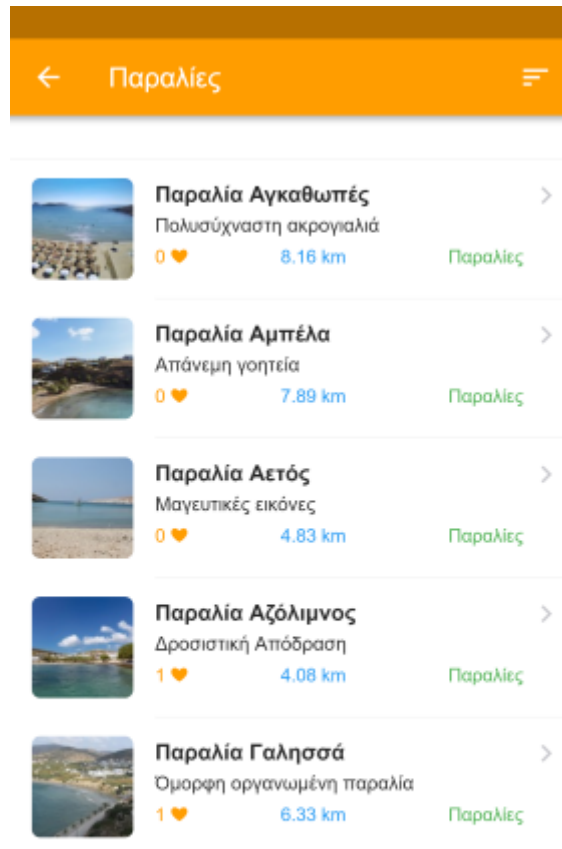 Παραλίες
Παραλία Αγκαθωπές
Πολυσύχναστη ακρογιαλιά
0 8.16 km Παραλίες
Παραλία Αμπέλα
Απάνεμη γοητεία
0 7.89 km Παραλίες
Παραλία Αετός
Μαγευτικές εικόνες
0 4.83 km Παραλίες
Παραλία Αζόλιμνος
Δροσιστική Απόδραση
1 4.08 km Παραλίες
Παραλία Γαλησσά
Όμορφη οργανωμένη παραλία
1 6.33 km Παραλίες